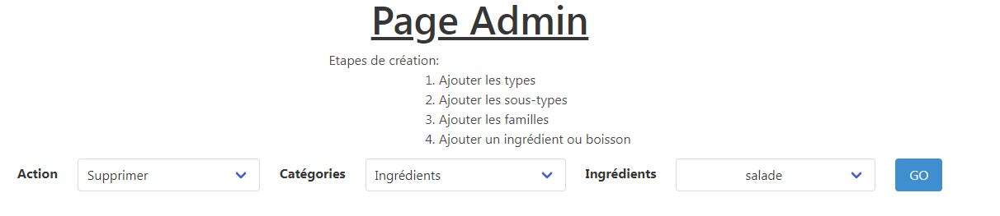 Page Admin
Etapes de création:
1. Ajouter les types
2. Ajouter les sous-types
3. Ajouter les familles
4. Ajouter un ingrédient ou boisson
Action Supprimer Catégories Ingrédients Ingrédients salade GO